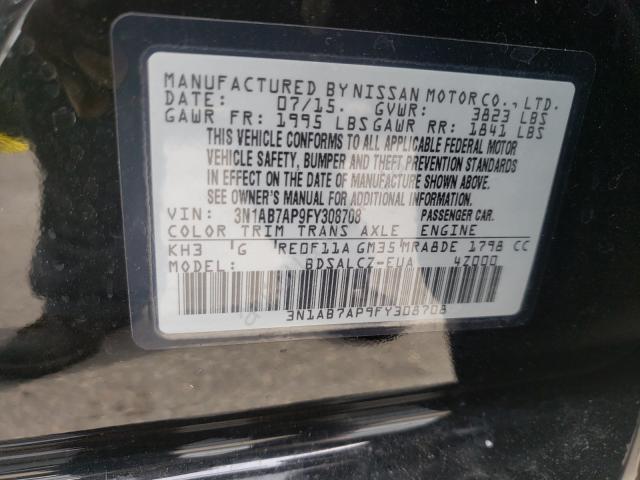 MANUFACTURED BY NISSAN MOTOR CO., LTD.
DATE: 07/15. GVWR: 3823 LBS
GAWR FR: 1995 LBS GAWR RR: 1841 LBS
THIS VEHICLE CONFORMS TO ALL APPLICABLE FEDERAL MOTOR
VEHICLE SAFETY, BUMPER AND THEFT PREVENTION STANDARDS
IN EFFECT ON THE DATE OF MANUFACTURE SHOWN ABOVE.
SEE OWNER'S MANUAL FOR ADDITIONAL INFORMATION.
VIN: 3N1AB7AP9FY308708 PASSENGER CAR.
COLOR TRIM TRANS AXLE ENGINE
KH3 G RE0F11A GM35 MRA8DE 1798 CC
MODEL: BDSALCZ-EUA 4Z000
3N1AB7AP9FY308708